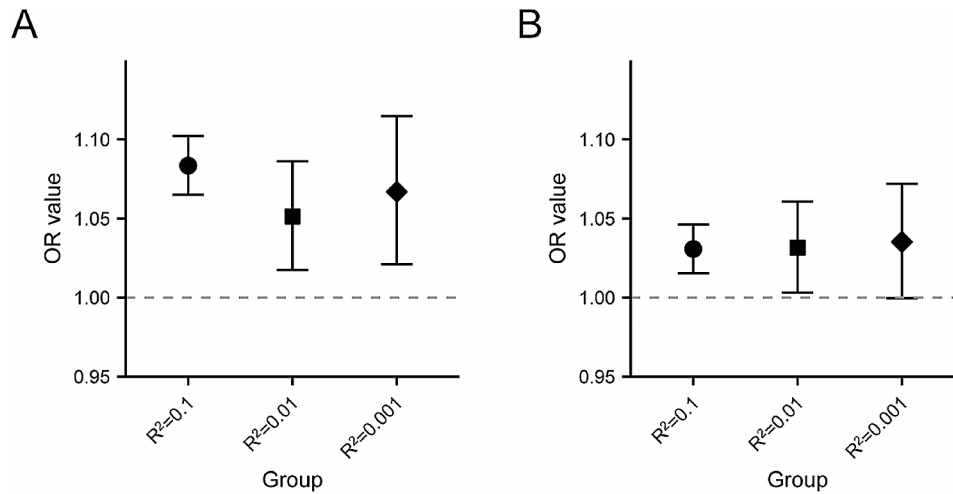 A
OR value
1.10
1.05
1.00
0.95
R²=0.1
R²=0.01
R²=0.001
Group
B
OR value
1.10
1.05
1.00
0.95
R²=0.1
R²=0.01
R²=0.001
Group